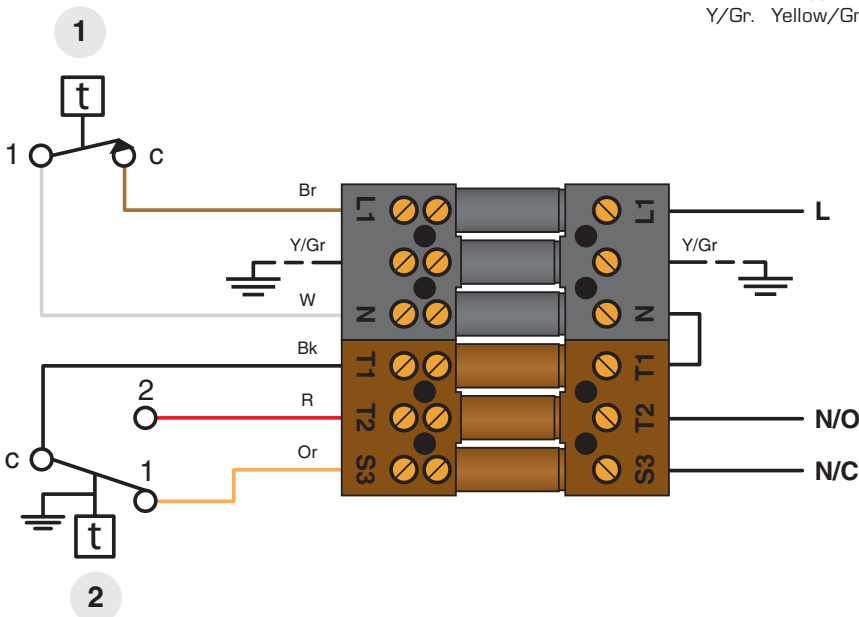 Y/Gr. Yellow/Gr
1
t
1
c
Br
L1
L1
L
Y/Gr
Y/Gr
W
N
N
Bk
T1
T1
2
R
T2
T2
N/O
c
1
Or
S3
S3
N/C
t
2